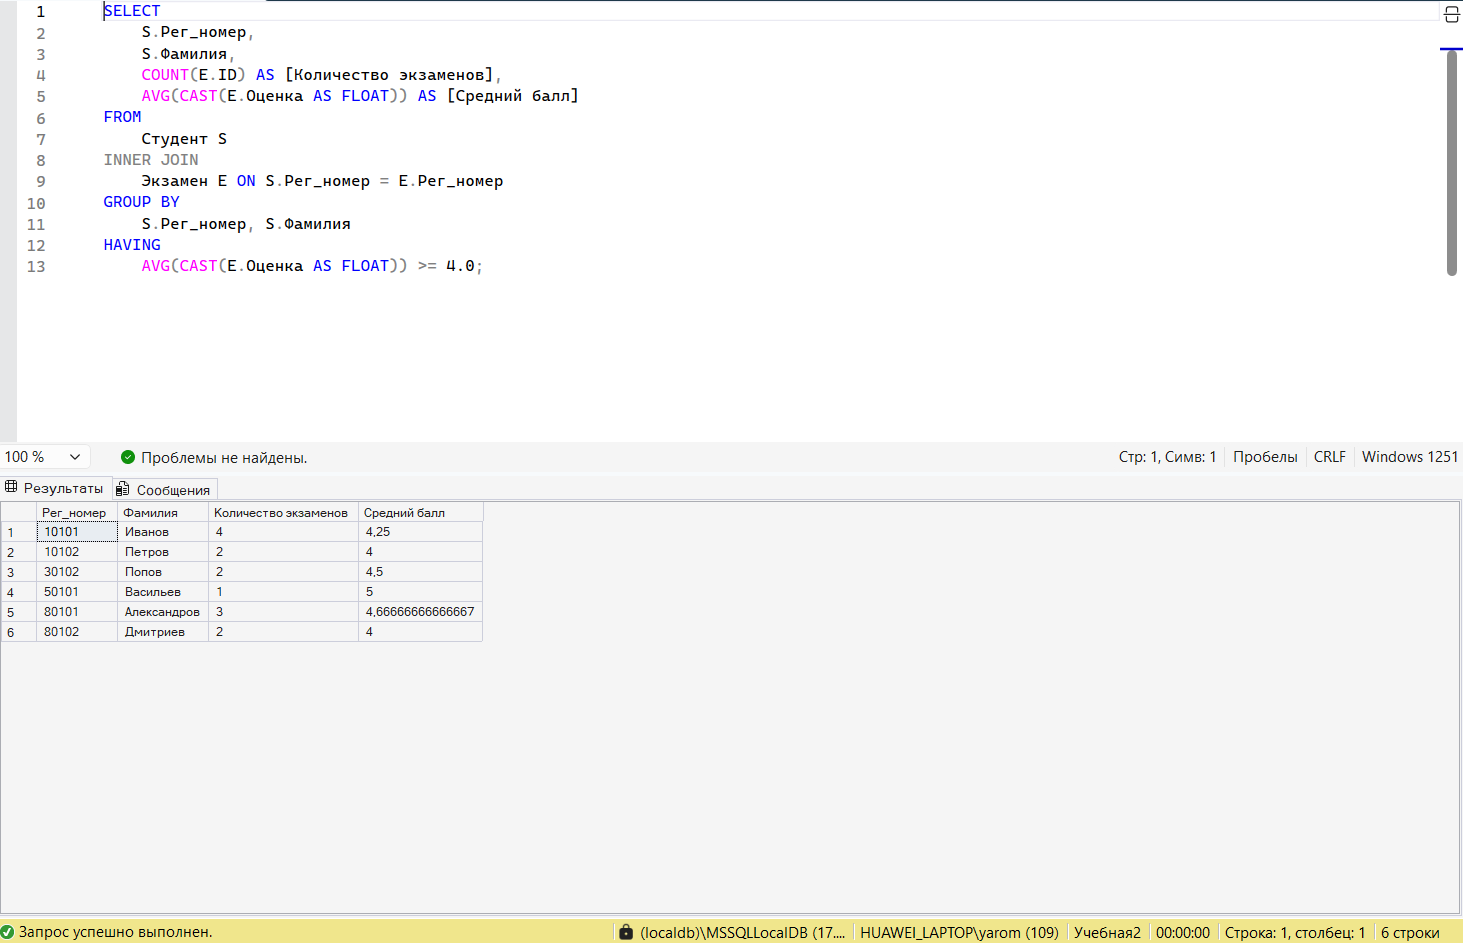 1 SELECT
2 S.Рег_номер,
3 S.Фамилия,
4 COUNT(E.ID) AS [Количество экзаменов],
5 AVG(CAST(E.Оценка AS FLOAT)) AS [Средний балл]
6 FROM
7 Студент S
8 INNER JOIN
9 Экзамен E ON S.Рег_номер = E.Рег_номер
10 GROUP BY
11 S.Рег_номер, S.Фамилия
12 HAVING
13 AVG(CAST(E.Оценка AS FLOAT)) >= 4.0;
100 % Проблемы не найдены. Стр: 1, Симв: 1 Пробелы CRLF Windows 1251
Результаты Сообщения
Рег_номер Фамилия Количество экзаменов Средний балл
1 10101 Иванов 4 4,25
2 10102 Петров 2 4
3 30102 Попов 2 4,5
4 50101 Васильев 1 5
5 80101 Александров 3 4,66666666666667
6 80102 Дмитриев 2 4
Запрос успешно выполнен. (localdb)\MSSQLLocalDB (17.... HUAWEI_LAPTOP\yarom (109) Учебная2 00:00:00 Строка: 1, столбец: 1 6 строки